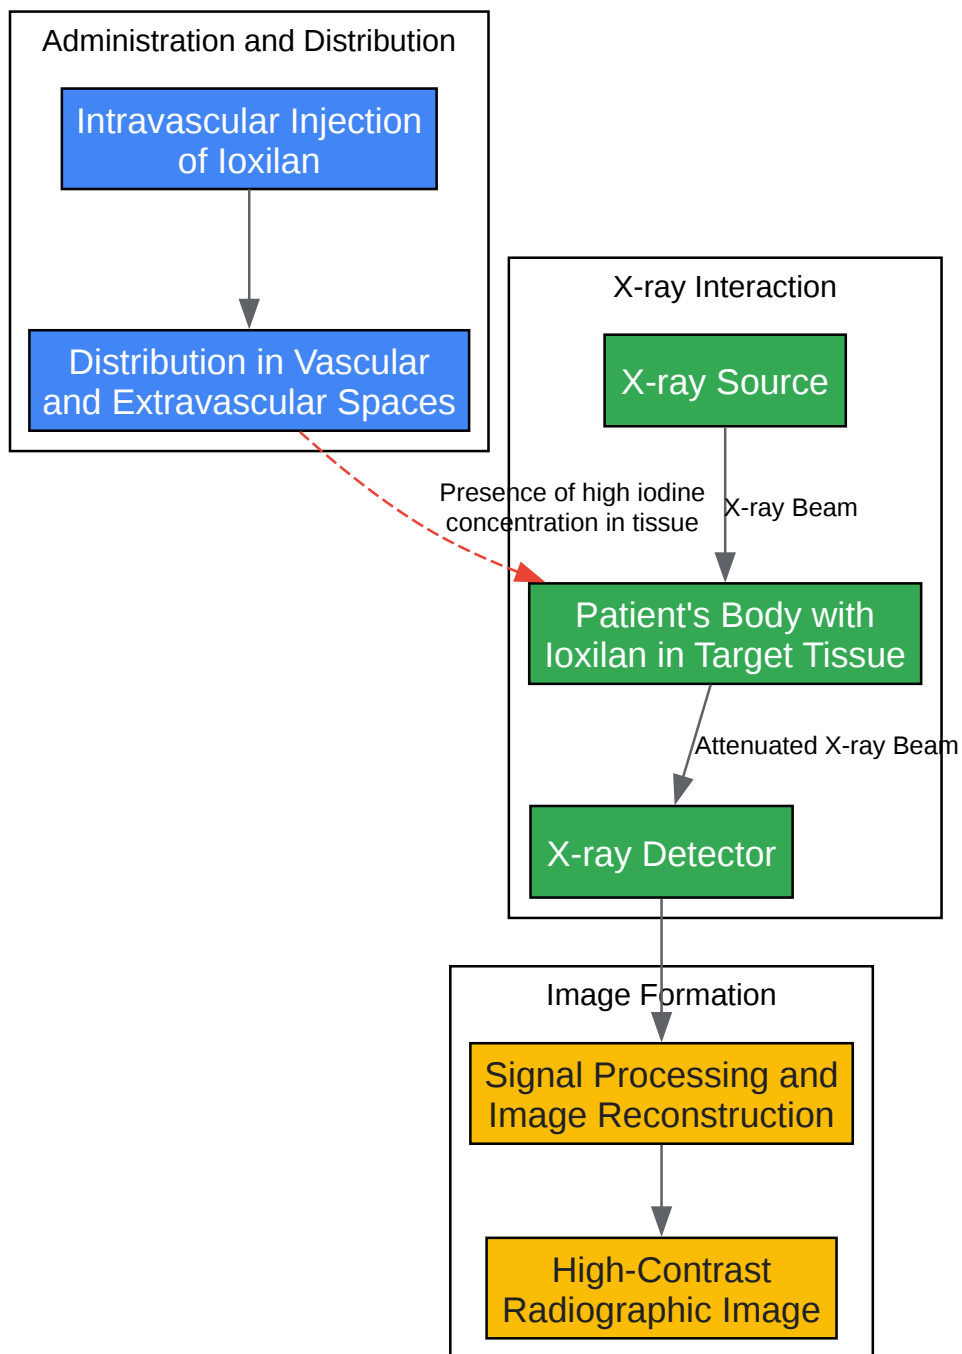 Administration and Distribution
Intravascular Injection
of Ioxilan
Distribution in Vascular
and Extravascular Spaces
X-ray Interaction
X-ray Source
Presence of high iodine
concentration in tissue
X-ray Beam
Patient's Body with
Ioxilan in Target Tissue
Attenuated X-ray Beam
X-ray Detector
Image Formation
Signal Processing and
Image Reconstruction
High-Contrast
Radiographic Image